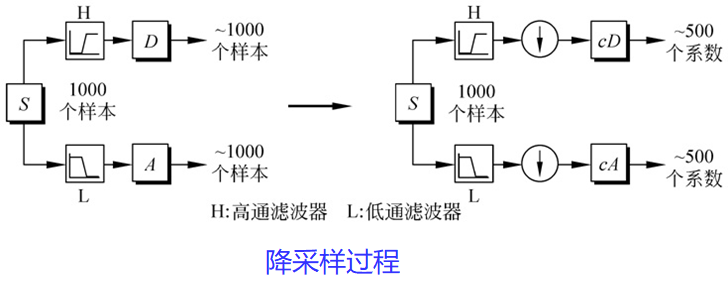 H
D
~1000
个样本
S
1000
个样本
A
~1000
个样本
L
H
cD
~500
个系数
S
1000
个样本
cA
~500
个系数
L
H:高通滤波器 L:低通滤波器
降采样过程